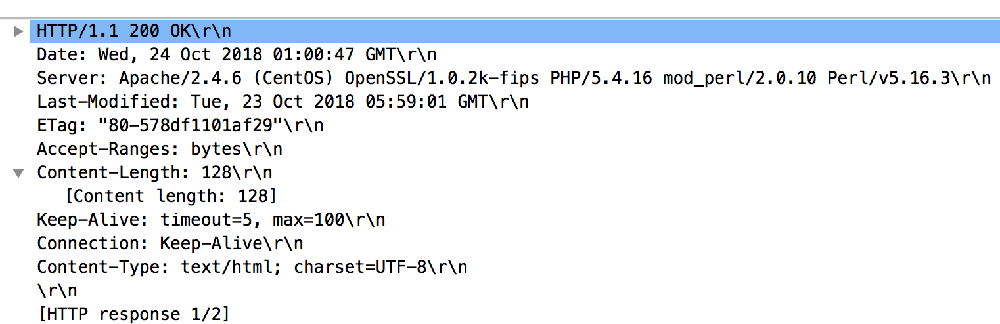 HTTP/1.1 200 OK\r\n
Date: Wed, 24 Oct 2018 01:00:47 GMT\r\n
Server: Apache/2.4.6 (CentOS) OpenSSL/1.0.2k-fips PHP/5.4.16 mod_perl/2.0.10 Perl/v5.16.3\r\n
Last-Modified: Tue, 23 Oct 2018 05:59:01 GMT\r\n
ETag: "80-578df1101af29"\r\n
Accept-Ranges: bytes\r\n
Content-Length: 128\r\n
[Content length: 128]
Keep-Alive: timeout=5, max=100\r\n
Connection: Keep-Alive\r\n
Content-Type: text/html; charset=UTF-8\r\n
\r\n
[HTTP response 1/2]